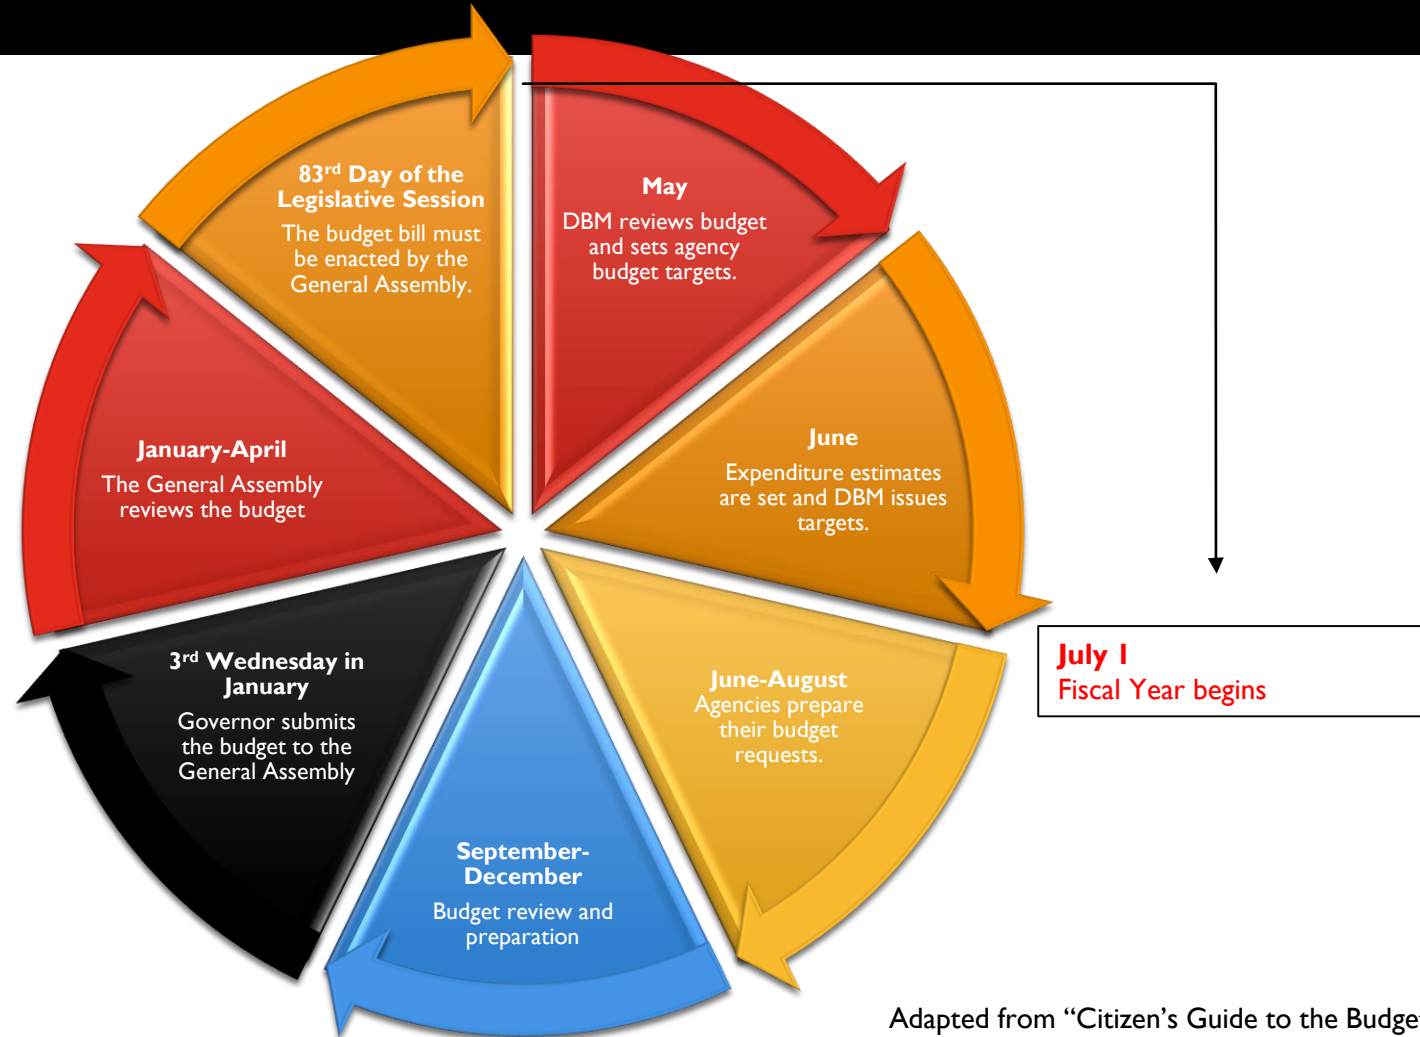 83rd Day of the
Legislative Session
The budget bill must
be enacted by the
General Assembly.
May
DBM reviews budget
and sets agency
budget targets.
June
Expenditure estimates
are set and DBM issues
targets.
June-August
Agencies prepare
their budget
requests.
September-
December
Budget review and
preparation
3rd Wednesday in
January
Governor submits
the budget to the
General Assembly
January-April
The General Assembly
reviews the budget
July 1
Fiscal Year begins
Adapted from “Citizen’s Guide to the Budget